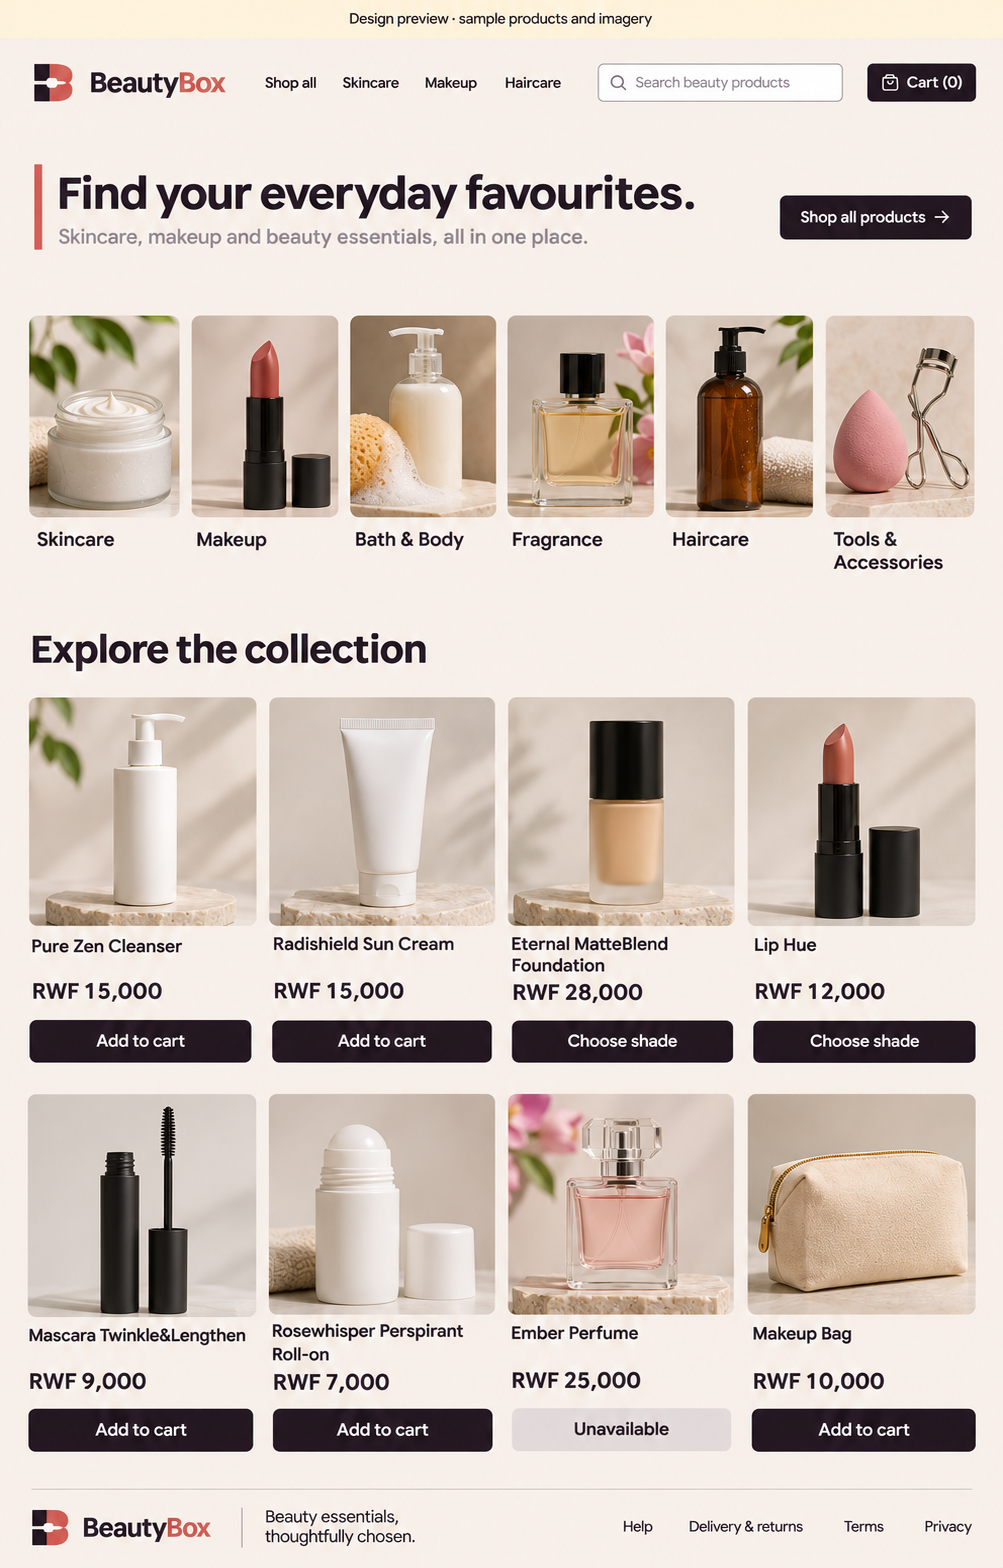 Design preview · sample products and imagery
BeautyBox
Shop all
Skincare
Makeup
Haircare
Search beauty products
Cart (0)
Find your everyday favourites.
Skincare, makeup and beauty essentials, all in one place.
Shop all products →
Skincare
Makeup
Bath & Body
Fragrance
Haircare
Tools &
Accessories
Explore the collection
Pure Zen Cleanser
RWF 15,000
Add to cart
Radishield Sun Cream
RWF 15,000
Add to cart
Eternal MatteBlend
Foundation
RWF 28,000
Choose shade
Lip Hue
RWF 12,000
Choose shade
Mascara Twinkle&Lengthen
RWF 9,000
Add to cart
Rosewhisper Perspirant
Roll-on
RWF 7,000
Add to cart
Ember Perfume
RWF 25,000
Unavailable
Makeup Bag
RWF 10,000
Add to cart
BeautyBox
Beauty essentials,
thoughtfully chosen.
Help
Delivery & returns
Terms
Privacy